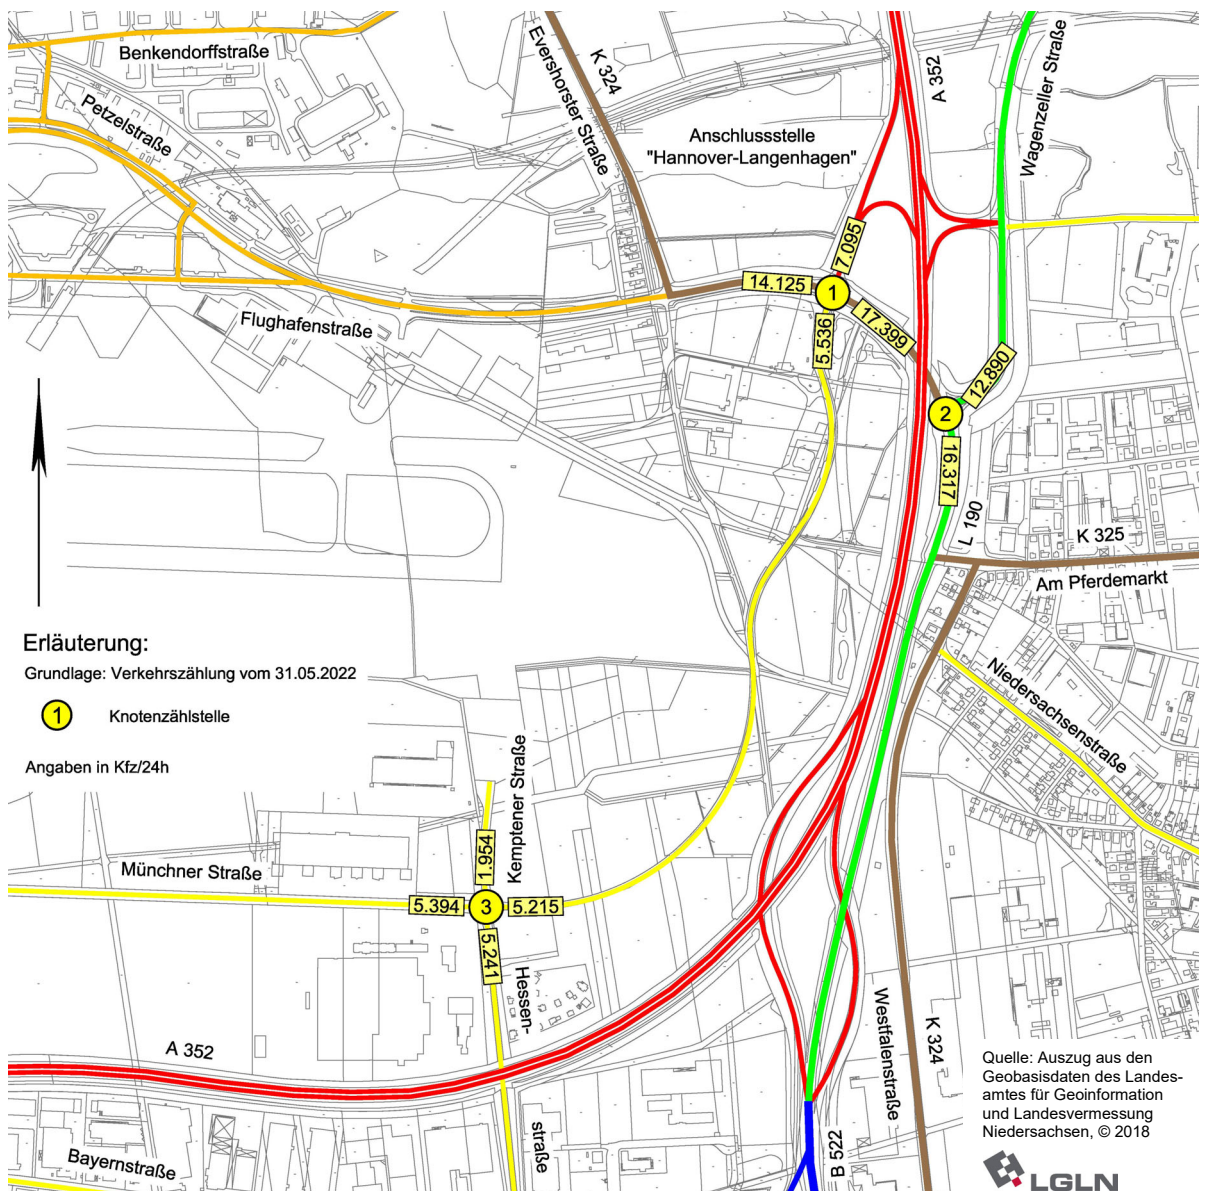 Benkendorffstraße
Petzelstraße
Evershorster Straße
K 324
A 352
Wagenzeller Straße
Anschlussstelle
"Hannover-Langenhagen"
7.095
14.125
1
17.399
5.536
Flughafenstraße
12.890
2
16.317
L 190
K 325
Am Pferdemarkt
Niedersachsenstraße
Erläuterung:
Grundlage: Verkehrszählung vom 31.05.2022
1
Knotenzählstelle
Angaben in Kfz/24h
Kemptener Straße
1.954
Münchner Straße
5.394
3
5.215
5.241
Hessen-
straße
A 352
Bayernstraße
Westfalenstraße
K 324
B 522
Quelle: Auszug aus den
Geobasisdaten des Landes-
amtes für Geoinformation
und Landesvermessung
Niedersachsen, © 2018
LGLN